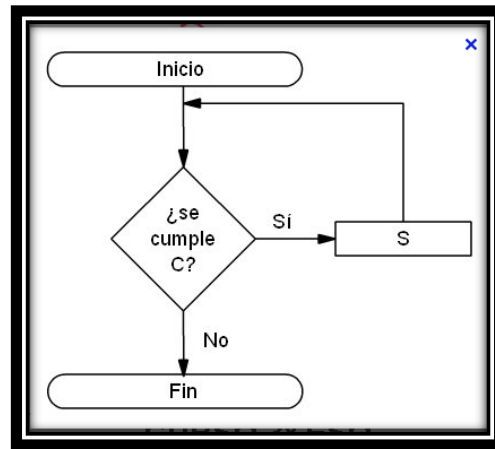 Inicio
¿se
cumple
C?
Sí
S
No
Fin